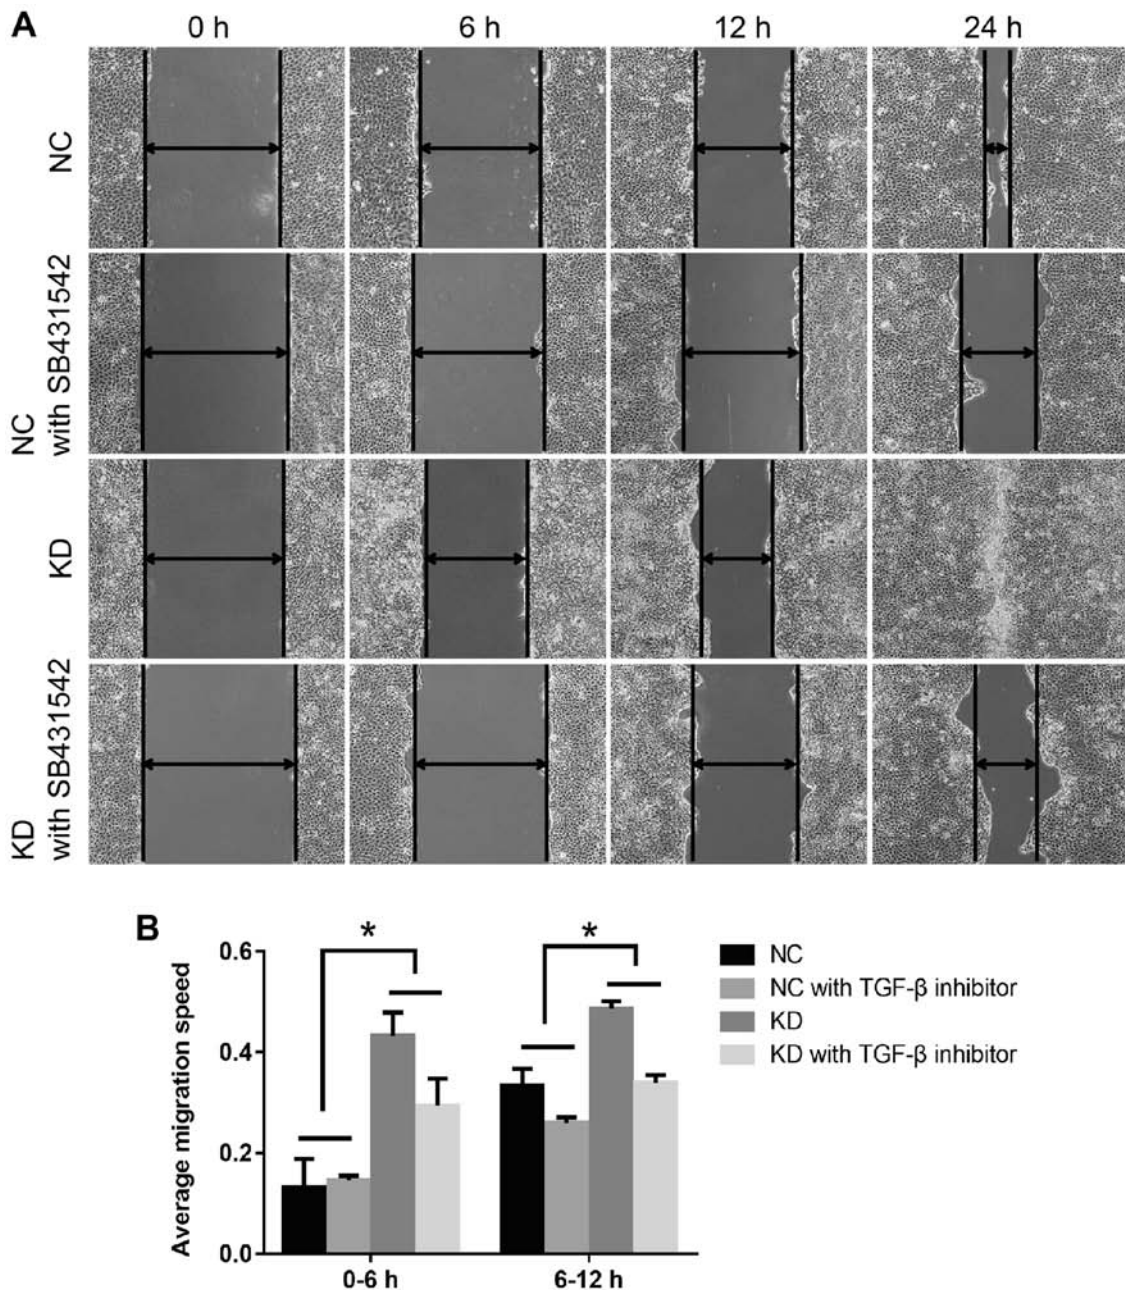 A
0 h
6 h
12 h
24 h
NC
NC
with SB431542
KD
KD
with SB431542
B
Average migration speed
0.6
0.4
0.2
0.0
*
*
0-6 h
6-12 h
NC
NC with TGF-β inhibitor
KD
KD with TGF-β inhibitor